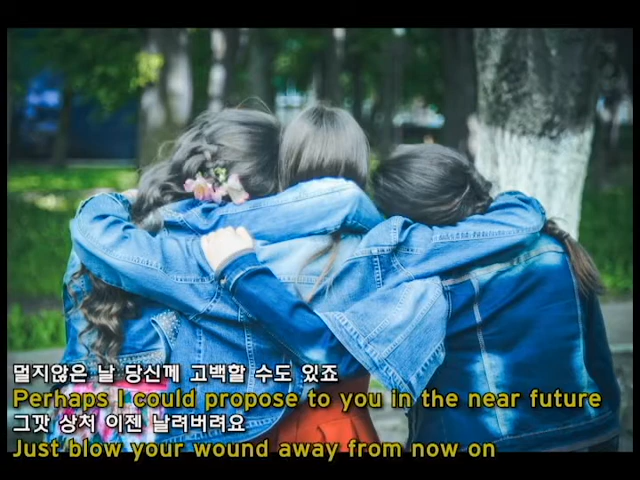 멀지않은 날 당신께 고백할 수도 있죠
Perhaps I could propose to you in the near future
그깟 상처 이젠 날려버려요
Just blow your wound away from now on